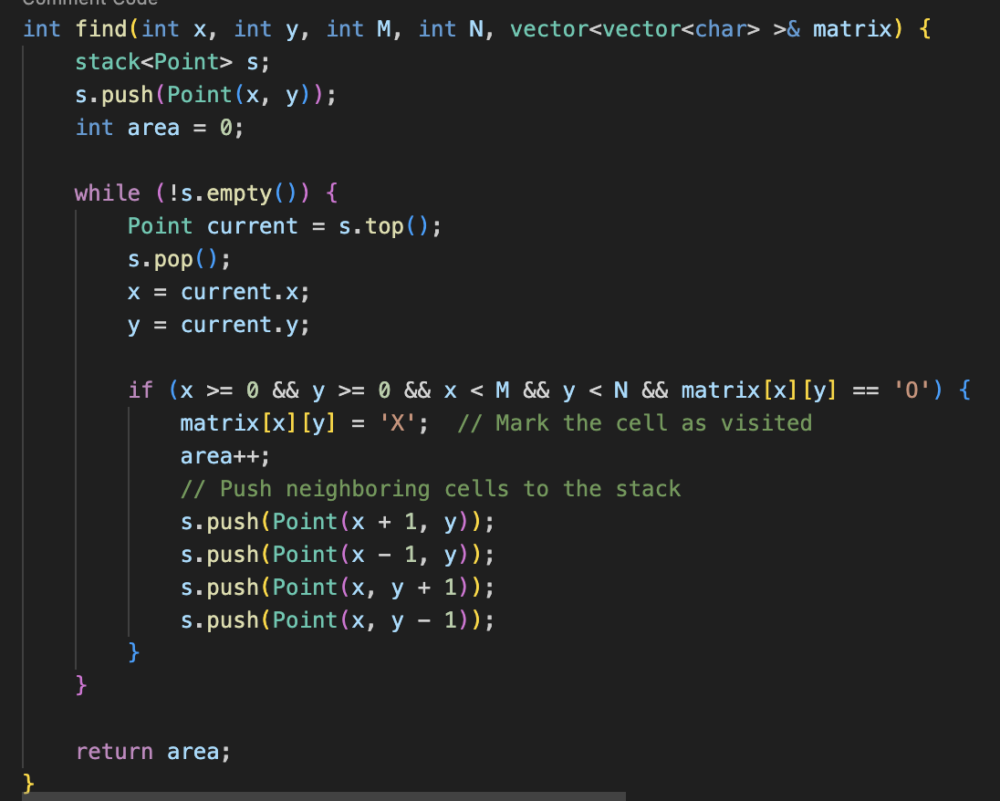 Comment Code
int find(int x, int y, int M, int N, vector<vector<char> >& matrix) {
    stack<Point> s;
    s.push(Point(x, y));
    int area = 0;

    while (!s.empty()) {
        Point current = s.top();
        s.pop();
        x = current.x;
        y = current.y;

        if (x >= 0 && y >= 0 && x < M && y < N && matrix[x][y] == 'O') {
            matrix[x][y] = 'X';  // Mark the cell as visited
            area++;
            // Push neighboring cells to the stack
            s.push(Point(x + 1, y));
            s.push(Point(x - 1, y));
            s.push(Point(x, y + 1));
            s.push(Point(x, y - 1));
        }
    }

    return area;
}